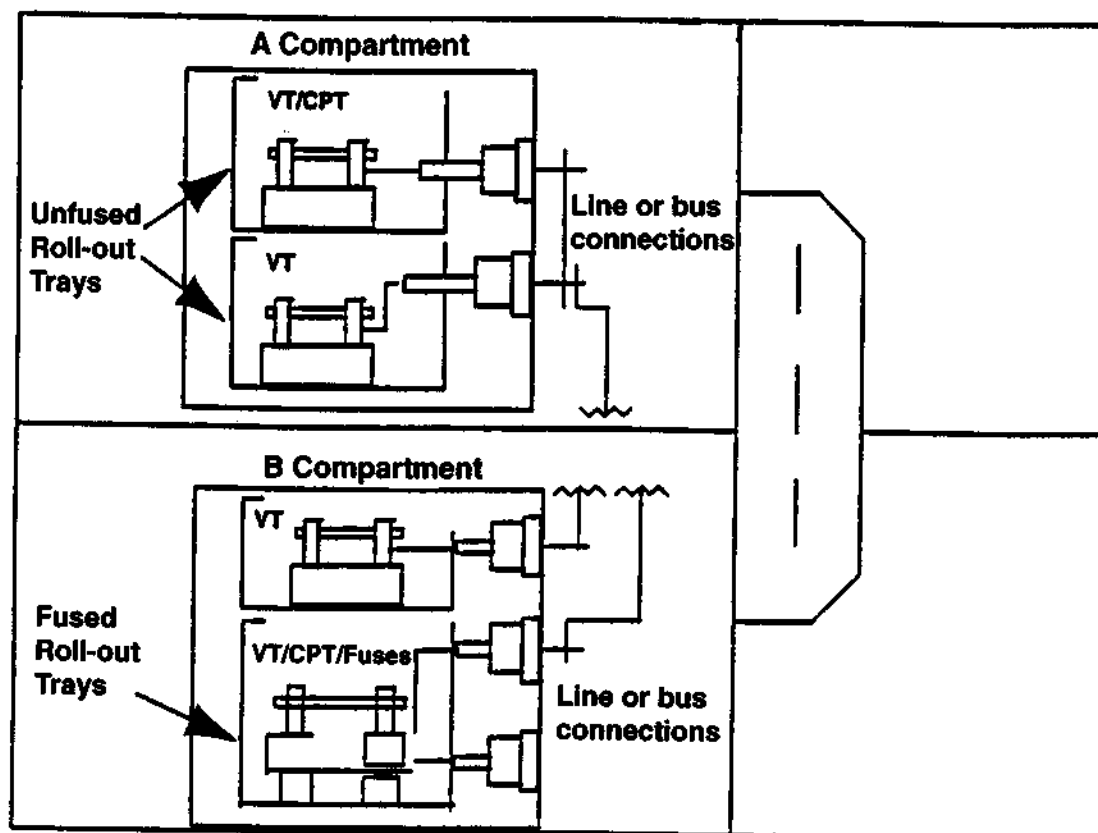 A Compartment
VT/CPT
Unfused
Roll-out
Trays
Line or bus
connections
VT
B Compartment
VT
Fused
Roll-out
Trays
VT/CPT/Fuses
Line or bus
connections